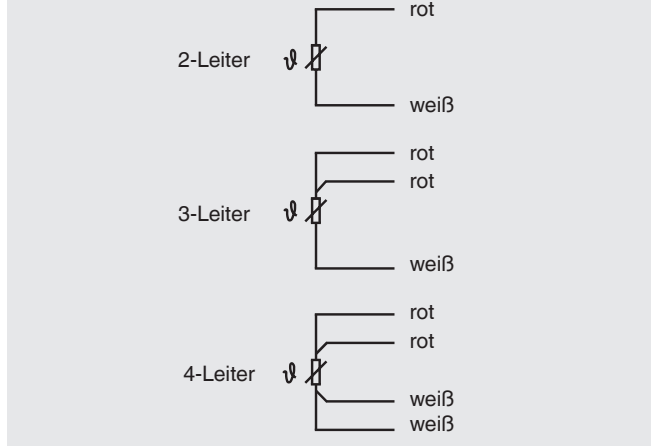 rot
2-Leiter ϑ
weiß
rot
rot
3-Leiter ϑ
weiß
rot
rot
4-Leiter ϑ
weiß
weiß